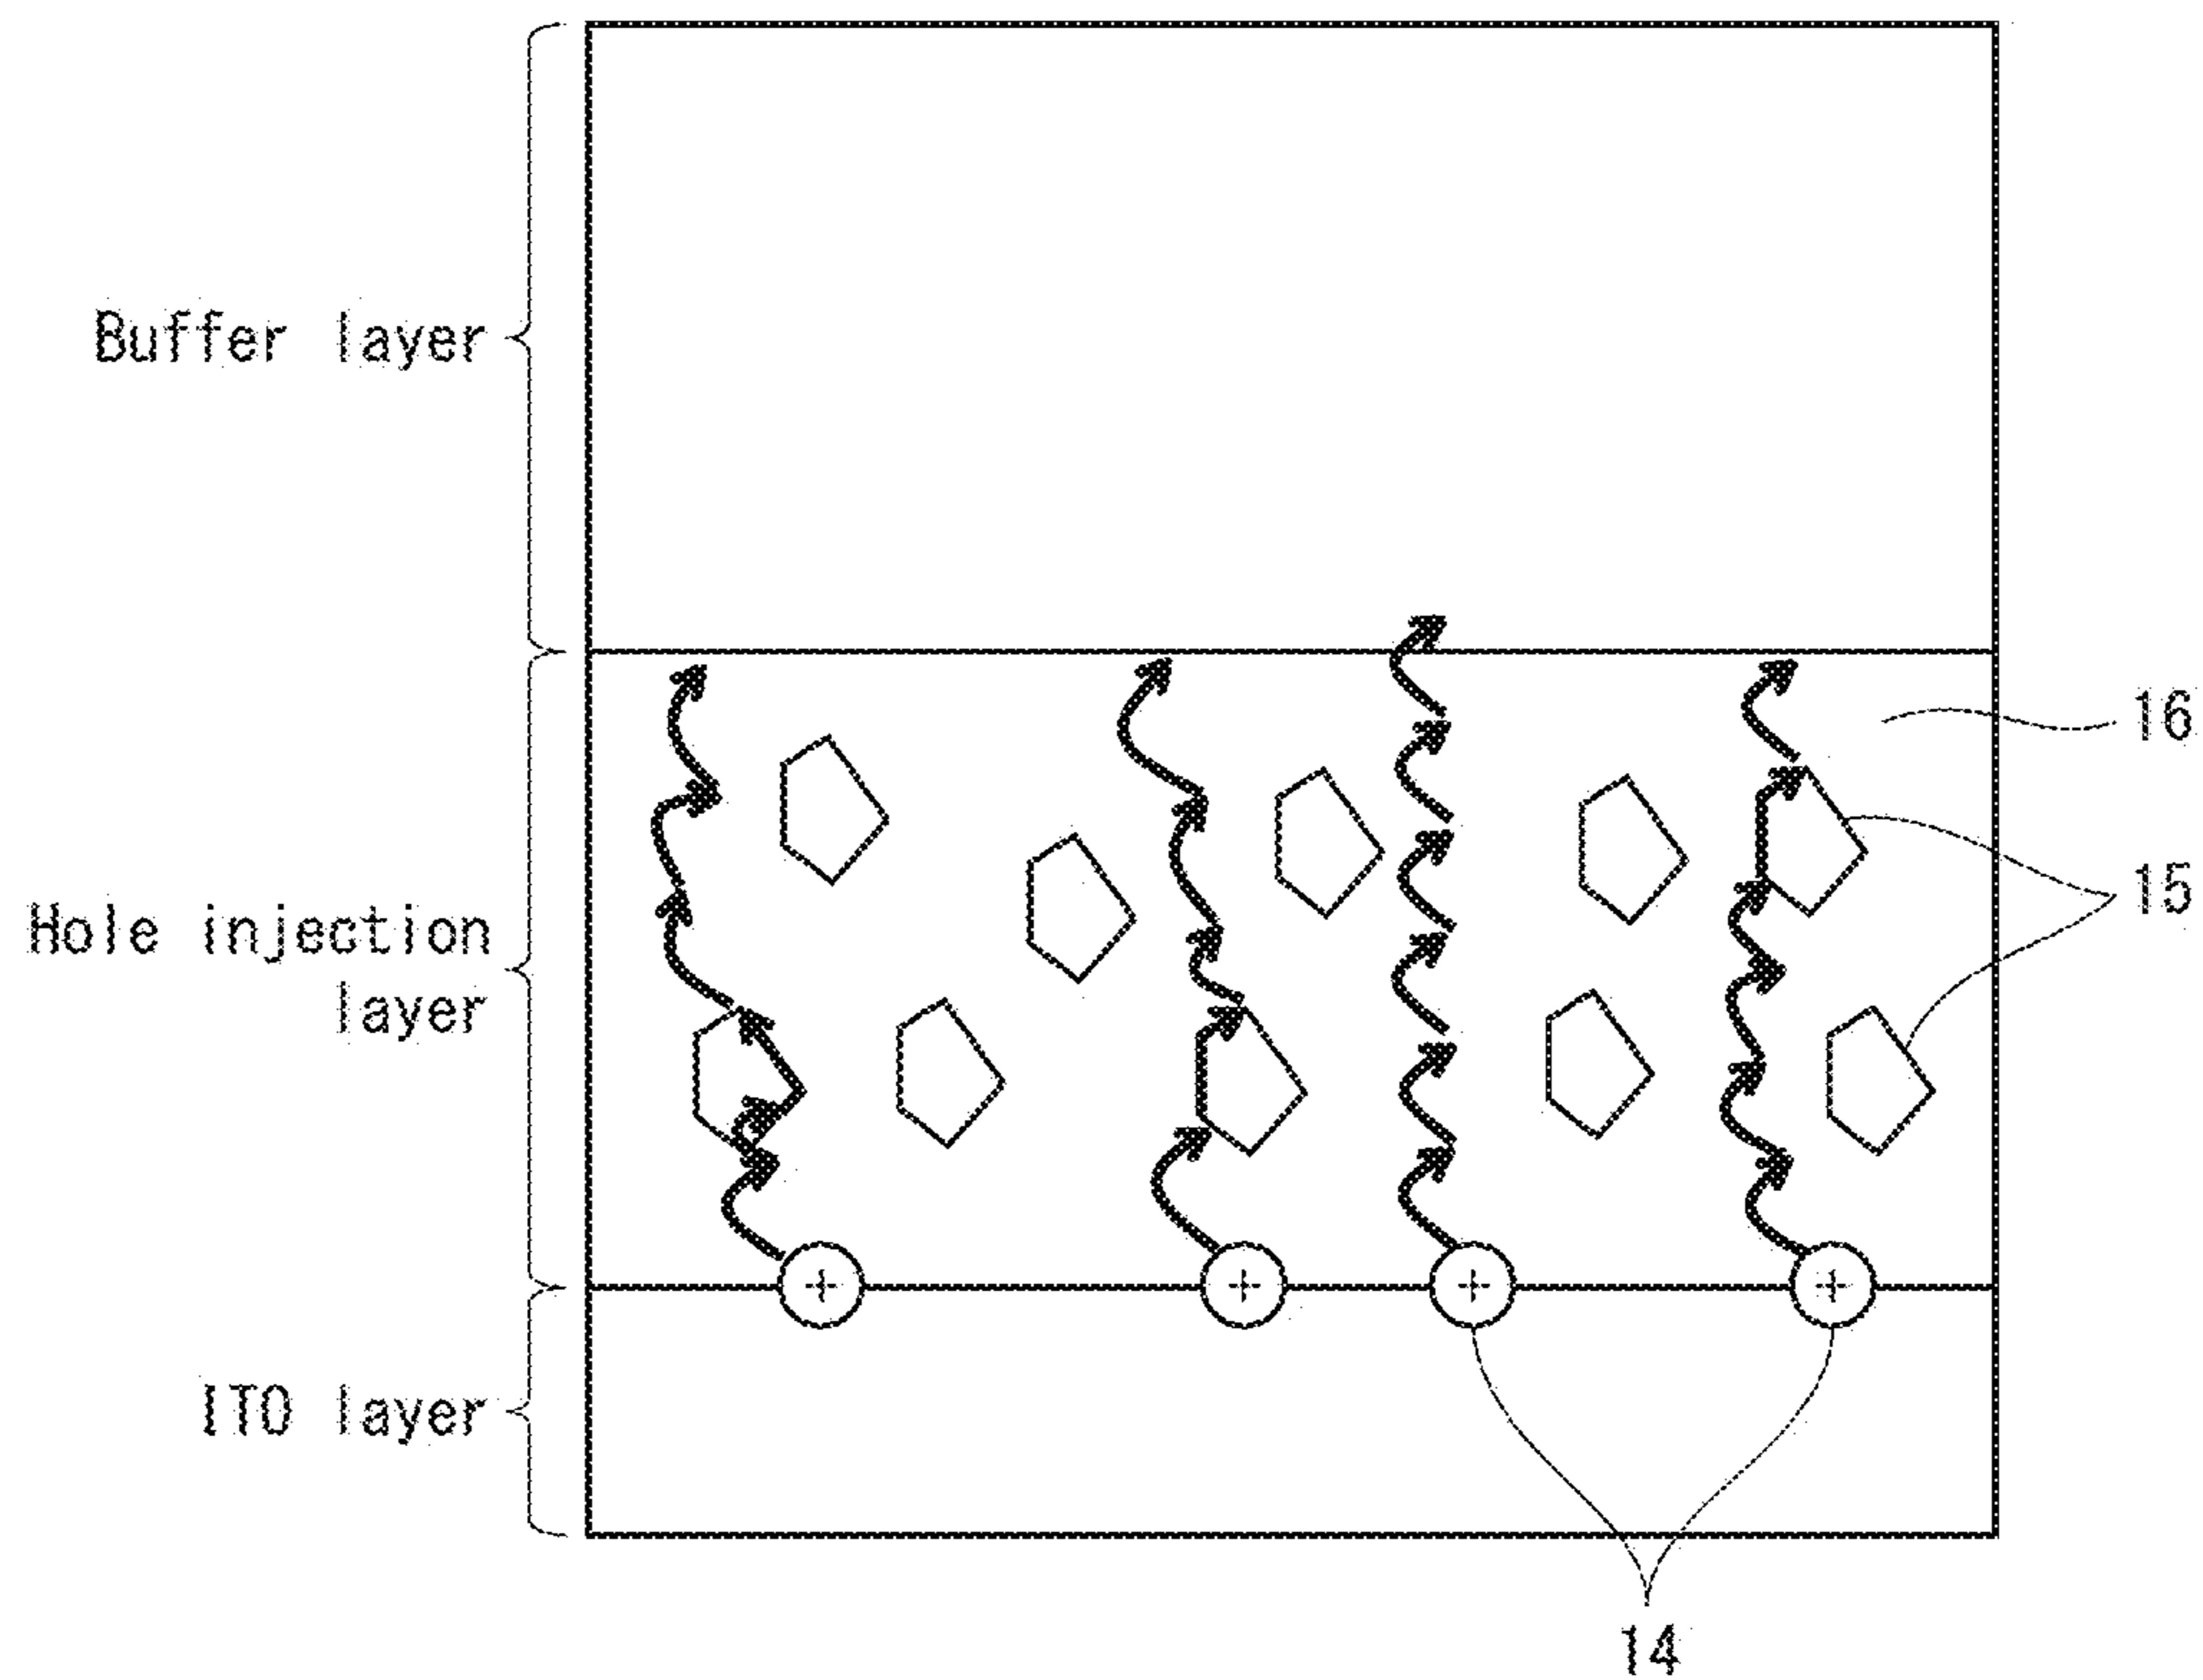 Buffer layer
16
15
Hole injection
layer
+ + + +
ITO layer
14